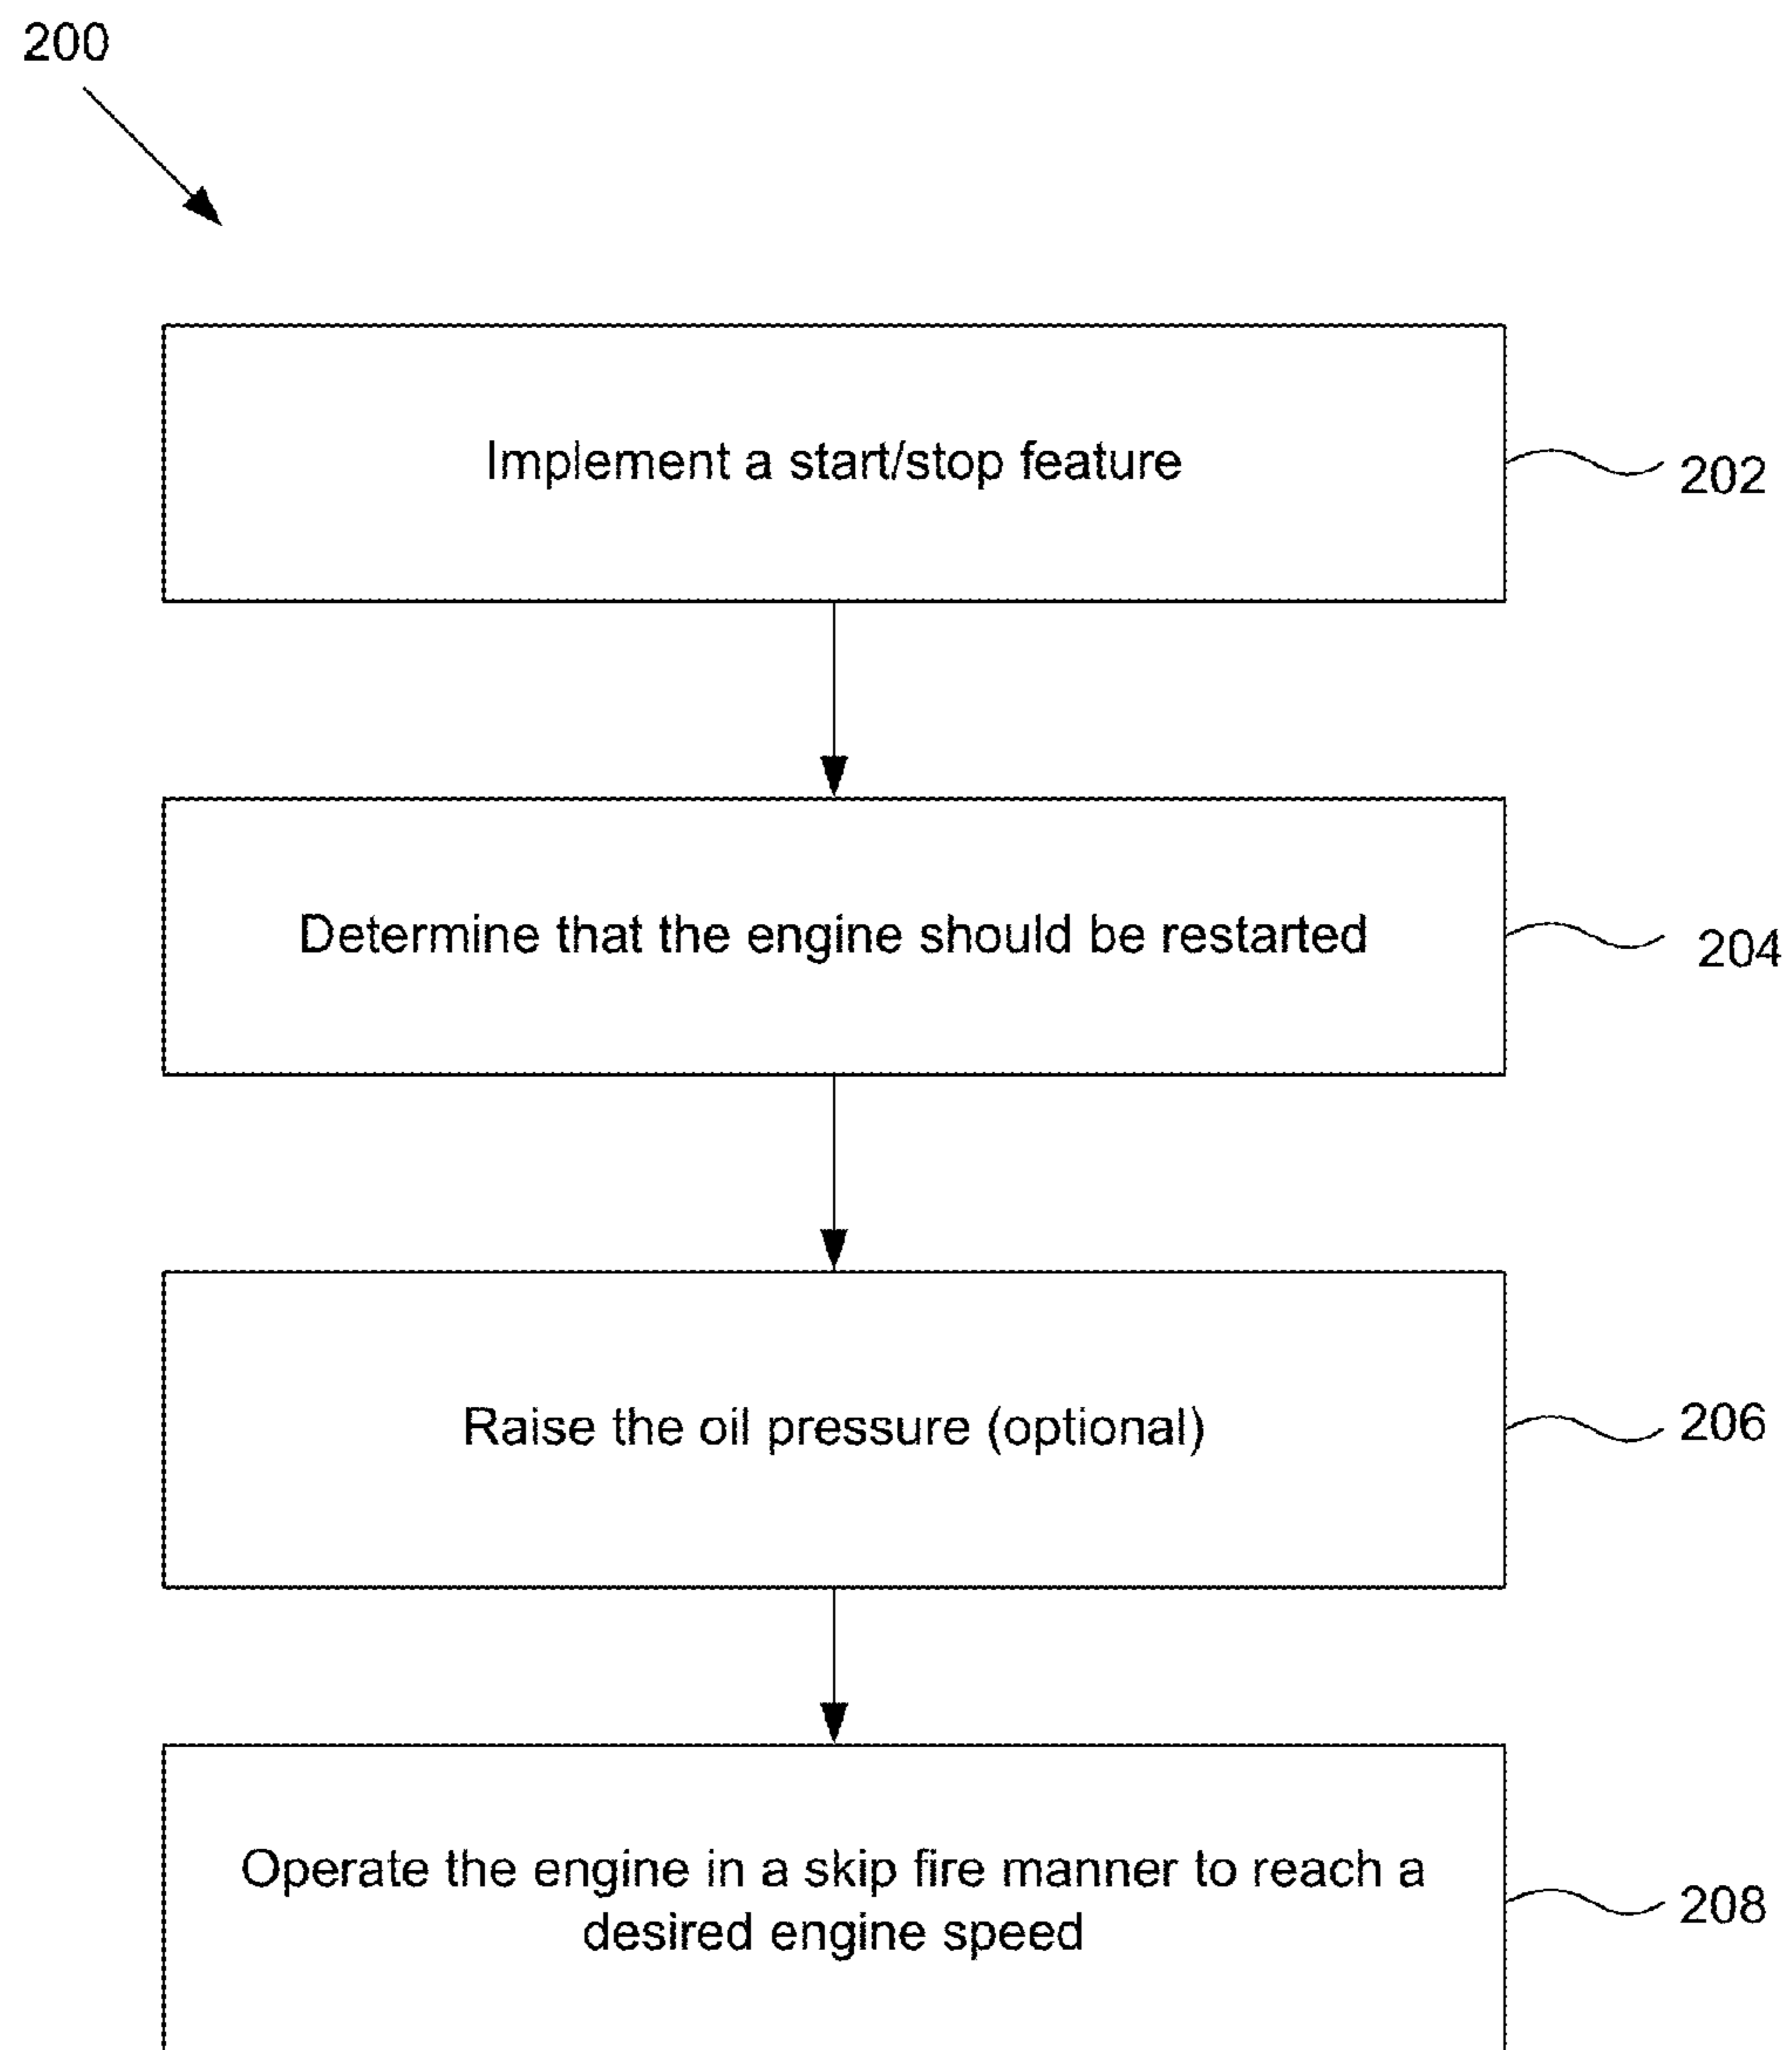 200
Implement a start/stop feature
202
Determine that the engine should be restarted
204
Raise the oil pressure (optional)
206
Operate the engine in a skip fire manner to reach a
desired engine speed
208